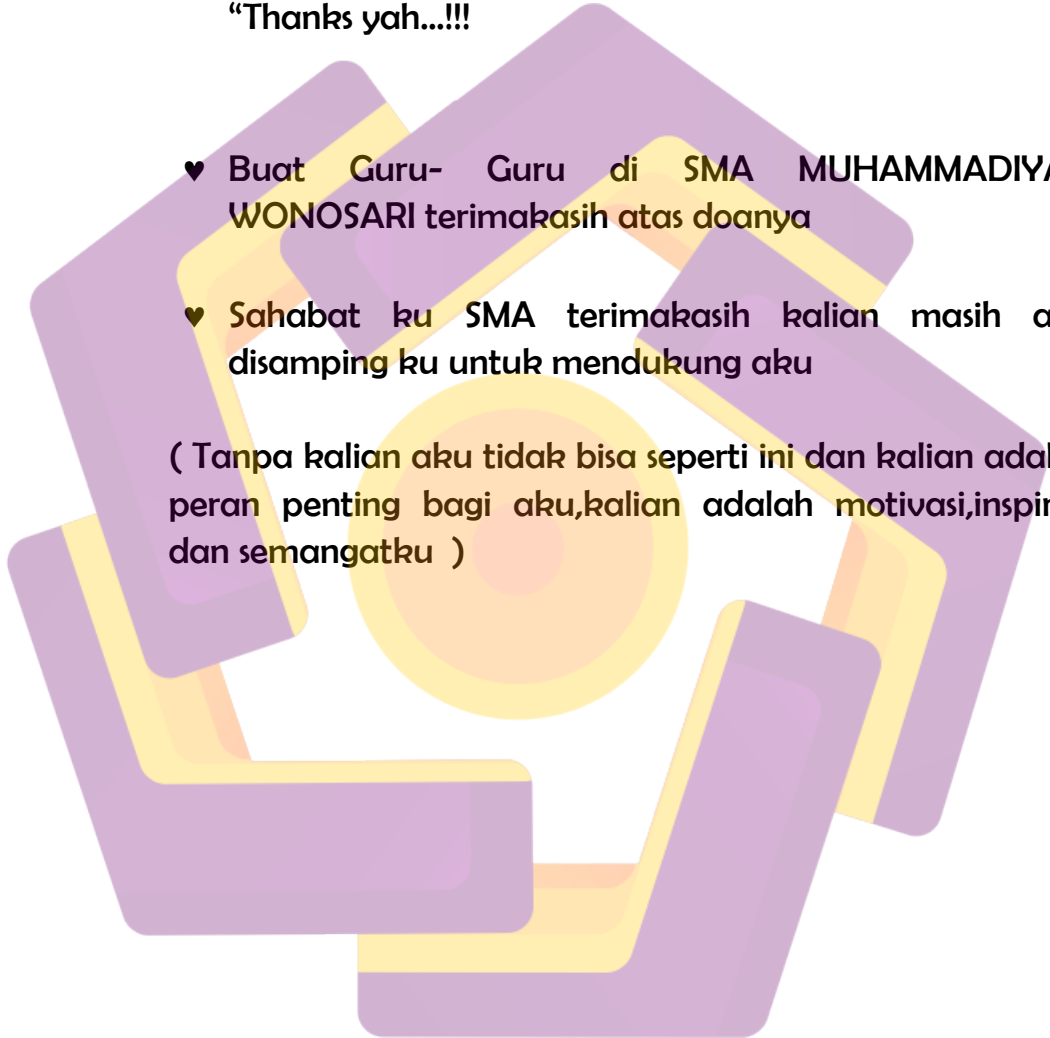 “Thanks yah...!!!
♥ Buat Guru- Guru di SMA MUHAMMADIYA
WONOSARI terimakasih atas doanya
♥ Sahabat ku SMA terimakasih kalian masih a
disamping ku untuk mendukung aku
( Tanpa kalian aku tidak bisa seperti ini dan kalian adal
peran penting bagi aku,kalian adalah motivasi,inspir
dan semangatku )